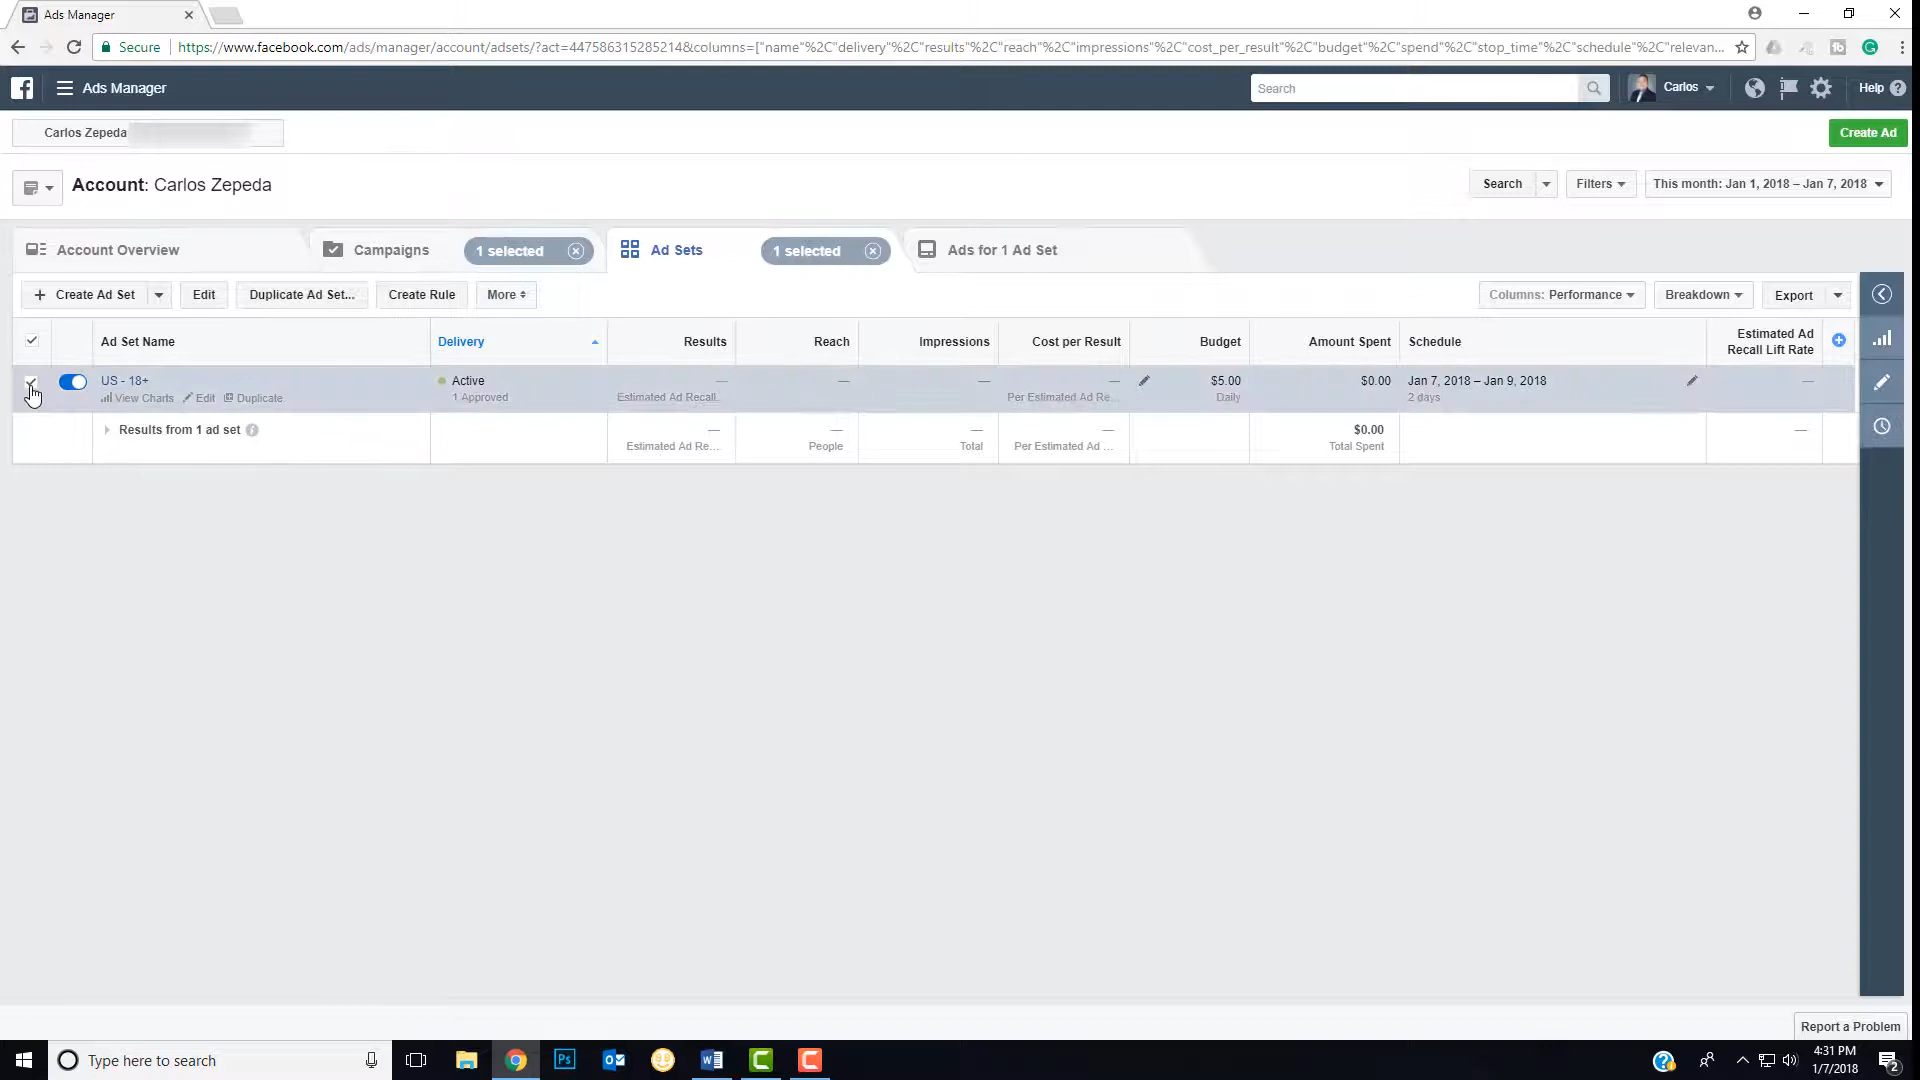 Ads Manager
Secure
https://www.facebook.com/ads/manager/account/adsets/?act=447586315285214&columns=["name"%2C"delivery"%2C"results"%2C"reach"%2C"impressions"%2C"cost_per_result"%2C"budget"%2C"spend"%2C"stop_time"%2C"schedule"%2C"relevan...
Ads Manager
Search
Carlos
Help
Carlos Zepeda
Create Ad
Account: Carlos Zepeda
Search
Filters
This month: Jan 1, 2018 – Jan 7, 2018
Account Overview
Campaigns
1 selected
Ad Sets
1 selected
Ads for 1 Ad Set
+ Create Ad Set
Edit
Duplicate Ad Set...
Create Rule
More
Columns: Performance
Breakdown
Export
Ad Set Name
Delivery
Results
Reach
Impressions
Cost per Result
Budget
Amount Spent
Schedule
Estimated Ad
Recall Lift Rate
US - 18+
Active
—
—
—
—
$5.00
$0.00
Jan 7, 2018 – Jan 9, 2018
—
View Charts
Edit
Duplicate
1 Approved
Estimated Ad Recall...
Per Estimated Ad Re...
Daily
2 days
Results from 1 ad set
—
—
—
—
$0.00
—
Estimated Ad Re...
People
Total
Per Estimated Ad ...
Total Spent
Report a Problem
Type here to search
Ps
4:31 PM
1/7/2018
2